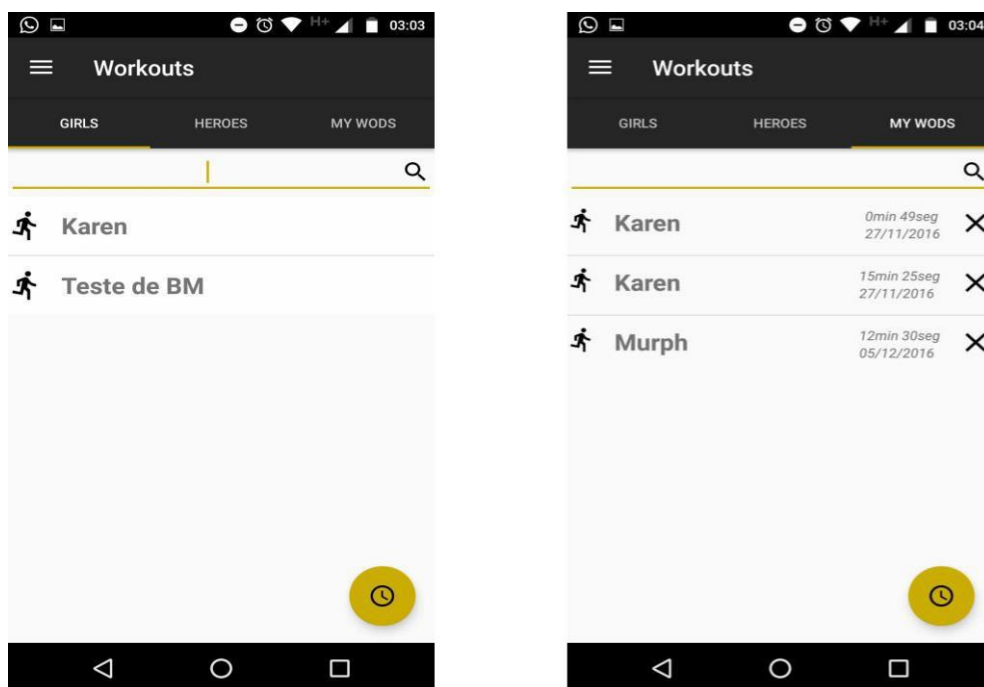 H+ 03:03
Workouts
GIRLS HEROES MY WODS
Karen
Teste de BM
H+ 03:04
Workouts
GIRLS HEROES MY WODS
Karen 0min 49seg
27/11/2016
Karen 15min 25seg
27/11/2016
Murph 12min 30seg
05/12/2016